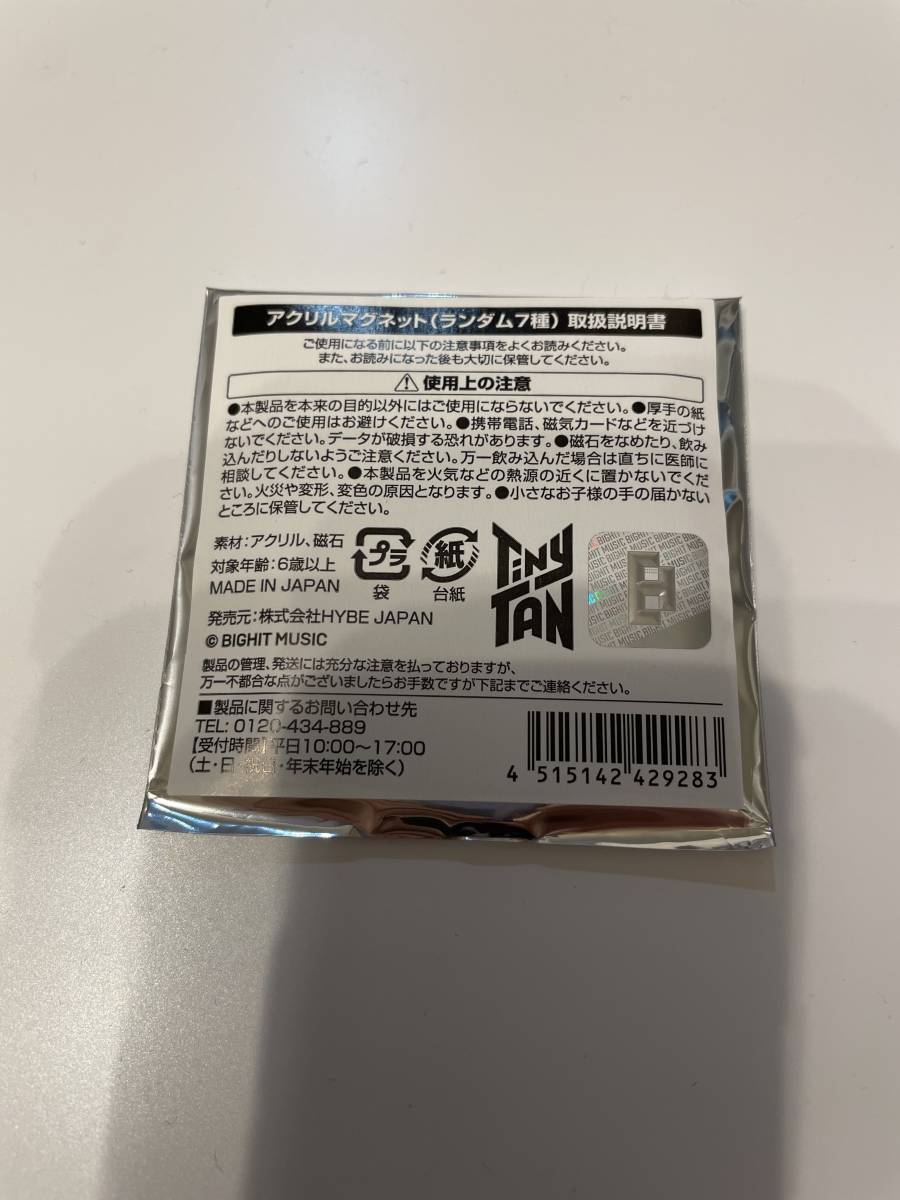 アクリルマグネット(ランダム7種) 取扱説明書
ご使用になる前に以下の注意事項をよくお読みください。
また、お読みになった後も大切に保管してください。
⚠ 使用上の注意
●本製品を本来の目的以外にはご使用にならないでください。●厚手の紙
などへのご使用はお避けください。●携帯電話、磁気カードなどを近づけ
ないでください。データが破損する恐れがあります。●磁石をなめたり、飲み
込んだりしないようご注意ください。万一飲み込んだ場合は直ちに医師に
相談してください。●本製品を火気などの熱源の近くに置かないでくだ
さい。火災や変形、変色の原因となります。●小さなお子様の手の届かない
ところに保管してください。
素材:アクリル、磁石
対象年齢:6歳以上
MADE IN JAPAN
プラ
袋
紙
台紙
TinyTAN
BIGHIT MUSIC
発売元:株式会社HYBE JAPAN
© BIGHIT MUSIC
製品の管理、発送には充分な注意を払っておりますが、
万一不都合な点がございましたらお手数ですが下記までご連絡ください。
■製品に関するお問い合わせ先
TEL: 0120-434-889
【受付時間】平日10:00〜17:00
(土・日・祝日・年末年始を除く)
4 515142 429283